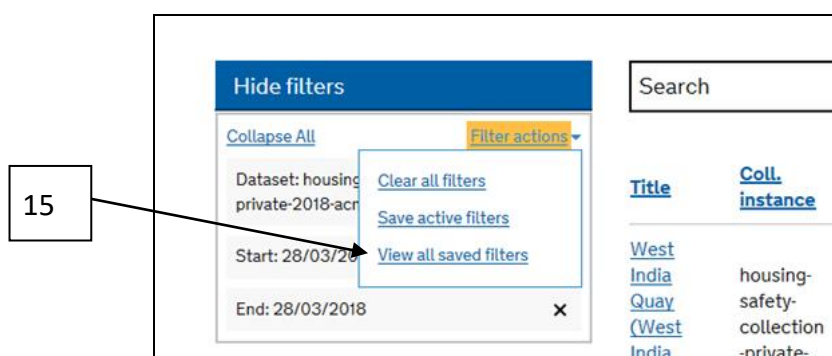 Hide filters
Collapse All
Filter actions
Dataset: housing
private-2018-acr
Clear all filters
Save active filters
View all saved filters
Start: 28/03/20
End: 28/03/2018
15
Search
Title
Coll.
instance
West
India
Quay
(West
India
housing-
safety-
collection
-private-